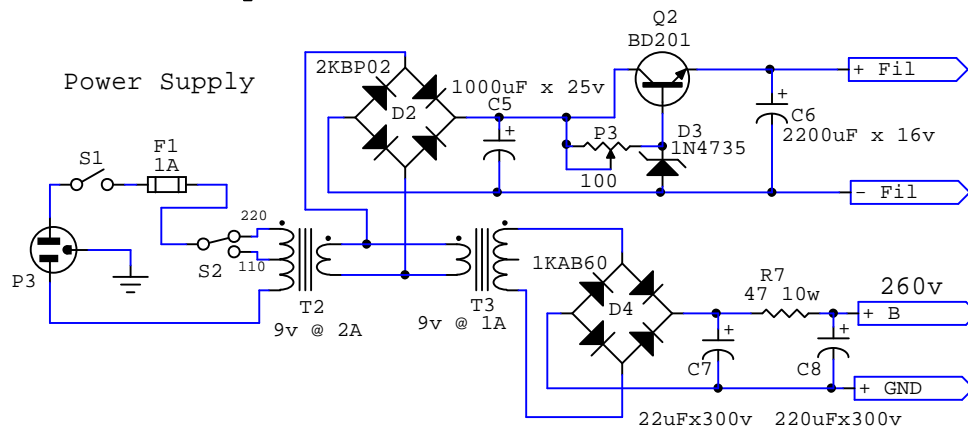 Power Supply
Q2
BD201
2KBP02
D2
1000uF x 25v
C5
+
P3
100
D3
1N4735
+
C6
2200uF x 16v
+ Fil
- Fil
S1
F1
1A
P3
S2
220
110
T2
9v @ 2A
T3
9v @ 1A
1KAB60
D4
R7
47 10w
260v
+ B
+
C7
22uFx300v
+
C8
220uFx300v
+ GND